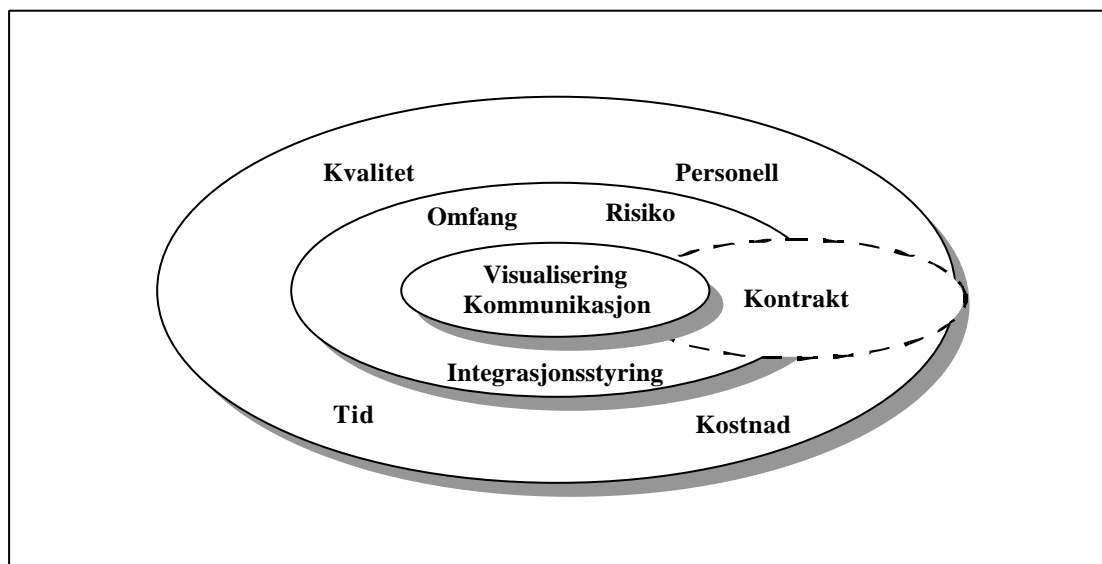 Kvalitet
Personell
Omfang
Risiko
Visualisering
Kommunikasjon
Kontrakt
Integrasjonsstyring
Tid
Kostnad